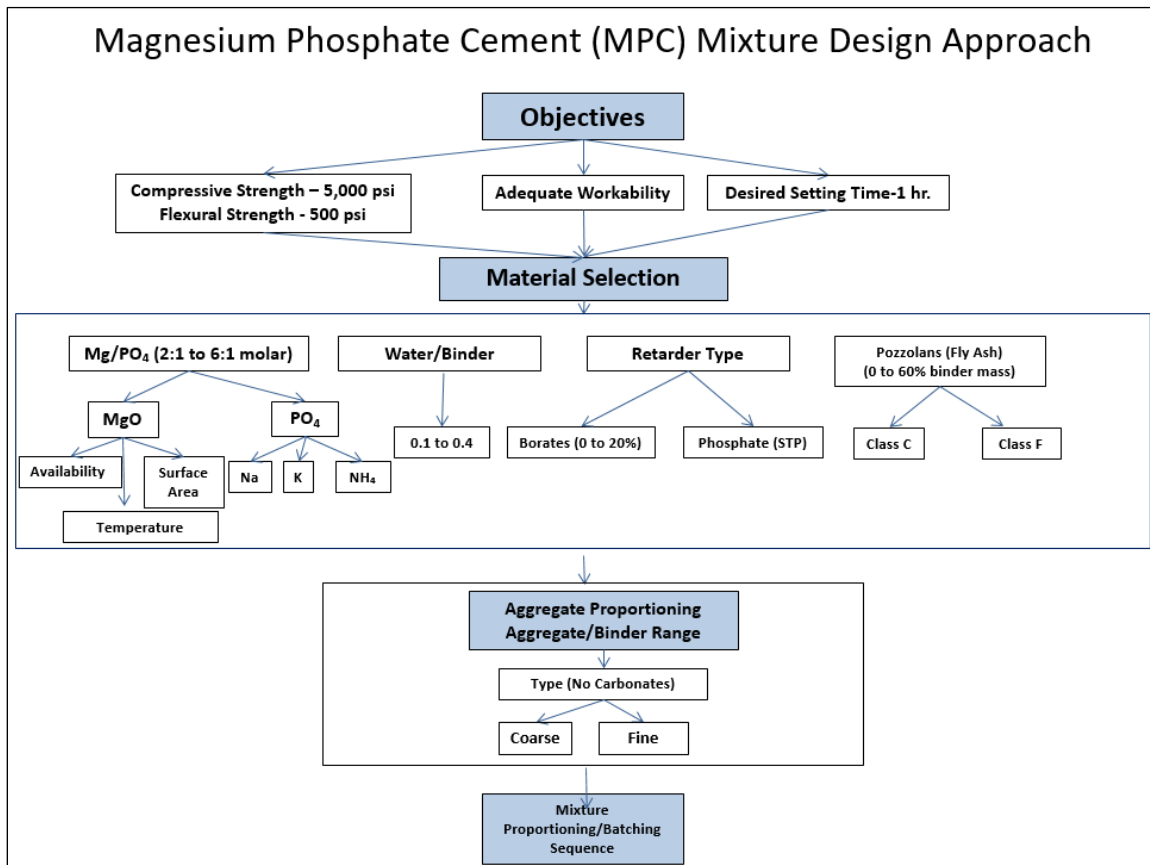 Magnesium Phosphate Cement (MPC) Mixture Design Approach
Objectives
Compressive Strength – 5,000 psi
Flexural Strength - 500 psi
Adequate Workability
Desired Setting Time-1 hr.
Material Selection
Mg/PO₄ (2:1 to 6:1 molar)
Water/Binder
Retarder Type
Pozzolans (Fly Ash)
(0 to 60% binder mass)
MgO
PO₄
0.1 to 0.4
Borates (0 to 20%)
Phosphate (STP)
Class C
Class F
Availability
Surface
Area
Na
K
NH₄
Temperature
Aggregate Proportioning
Aggregate/Binder Range
Type (No Carbonates)
Coarse
Fine
Mixture
Proportioning/Batching
Sequence